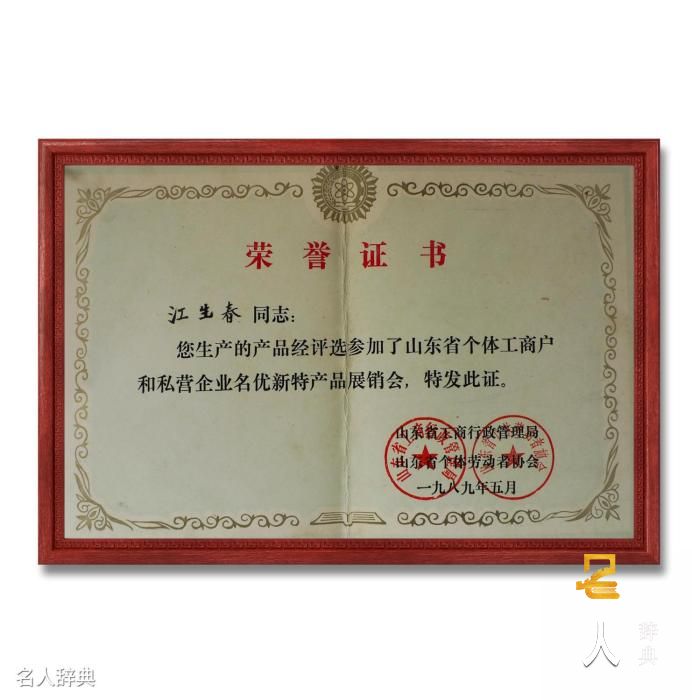 荣誉证书
江生春 同志：
您生产的产品经评选参加了山东省个体工商户
和私营企业名优新特产品展销会，特发此证。
山东省工商行政管理局
山东省个体劳动者协会
一九八九年五月
名人辞典
名人辞典